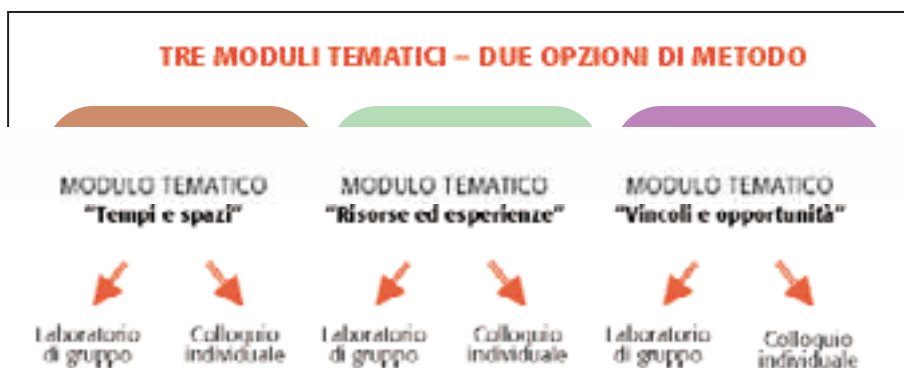 TRE MODULI TEMATICI – DUE OPZIONI DI METODO
MODULO TEMATICO
"Tempi e spazi"
MODULO TEMATICO
"Risorse ed esperienze"
MODULO TEMATICO
"Vincoli e opportunità"
Laboratorio
di gruppo
Colloquio
individuale
Laboratorio
di gruppo
Colloquio
individuale
Laboratorio
di gruppo
Colloquio
individuale